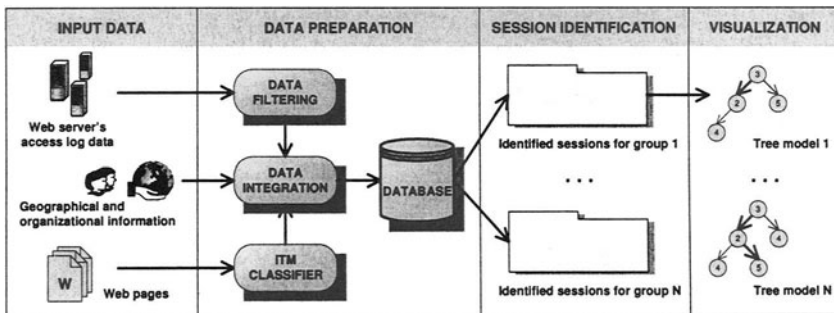 INPUT DATA
DATA PREPARATION
SESSION IDENTIFICATION
VISUALIZATION
Web server's
access log data
Geographical and
organizational information
W
Web pages
DATA
FILTERING
DATA
INTEGRATION
ITM
CLASSIFIER
DATABASE
Identified sessions for group 1
. . .
Identified sessions for group N
3
2
5
4
Tree model 1
. . .
3
2
4
4
5
Tree model N